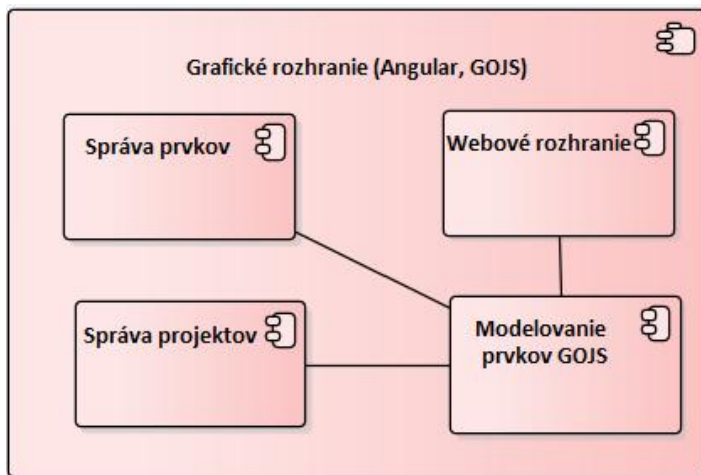 Grafické rozhranie (Angular, GOJS)
Správa prvkov
Webové rozhranie
Správa projektov
Modelovanie
prvkov GOJS